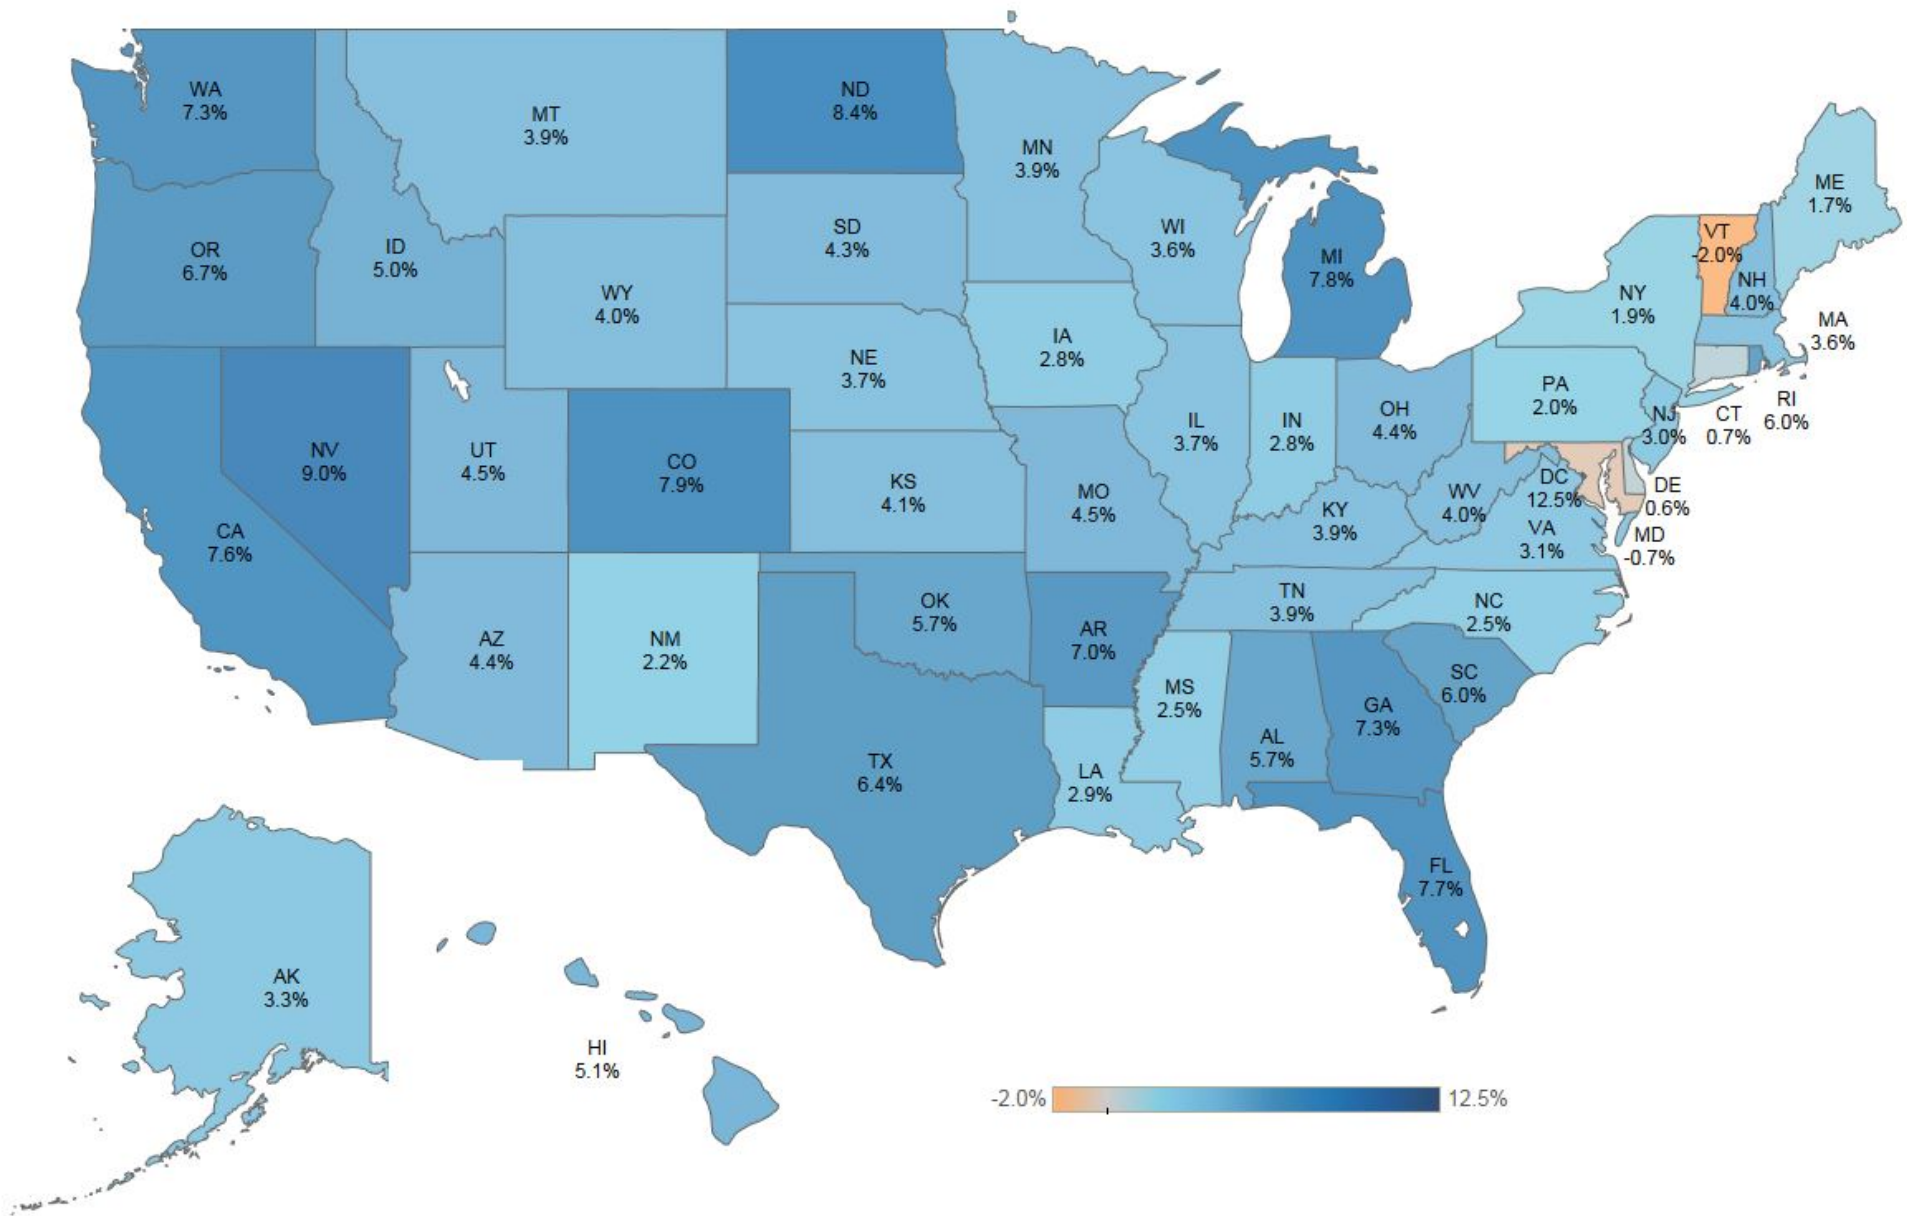 WA
7.3%
MT
3.9%
ND
8.4%
MN
3.9%
ME
1.7%
OR
6.7%
ID
5.0%
SD
4.3%
WI
3.6%
MI
7.8%
VT
-2.0%
NH
4.0%
WY
4.0%
NY
1.9%
MA
3.6%
IA
2.8%
NE
3.7%
PA
2.0%
RI
6.0%
CT
0.7%
NJ
3.0%
NV
9.0%
UT
4.5%
CO
7.9%
IL
3.7%
IN
2.8%
OH
4.4%
KS
4.1%
MO
4.5%
WV
4.0%
DC
12.5%
DE
0.6%
CA
7.6%
KY
3.9%
VA
3.1%
MD
-0.7%
AZ
4.4%
NM
2.2%
OK
5.7%
AR
7.0%
TN
3.9%
NC
2.5%
MS
2.5%
SC
6.0%
GA
7.3%
AL
5.7%
TX
6.4%
LA
2.9%
FL
7.7%
AK
3.3%
HI
5.1%
-2.0%
12.5%